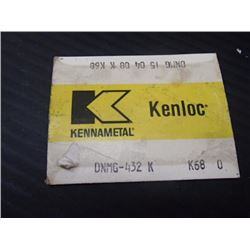 DNMG 15 04 08 K K68
Kenloc®
KENNAMETAL®
DNMG-432 K K68 0